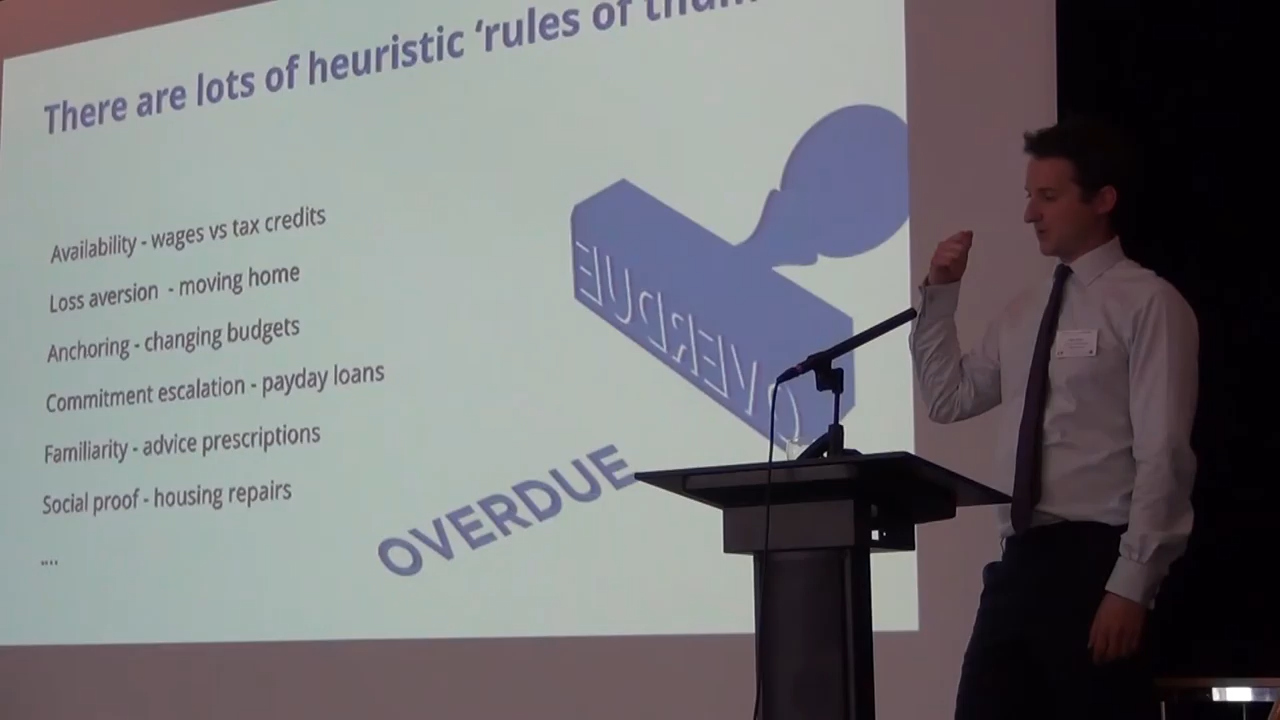 There are lots of heuristic ‘rules of thum
Availability - wages vs tax credits
Loss aversion - moving home
Anchoring - changing budgets
Commitment escalation - payday loans
Familiarity - advice prescriptions
Social proof - housing repairs
....
OVERDUE
OVERDUE